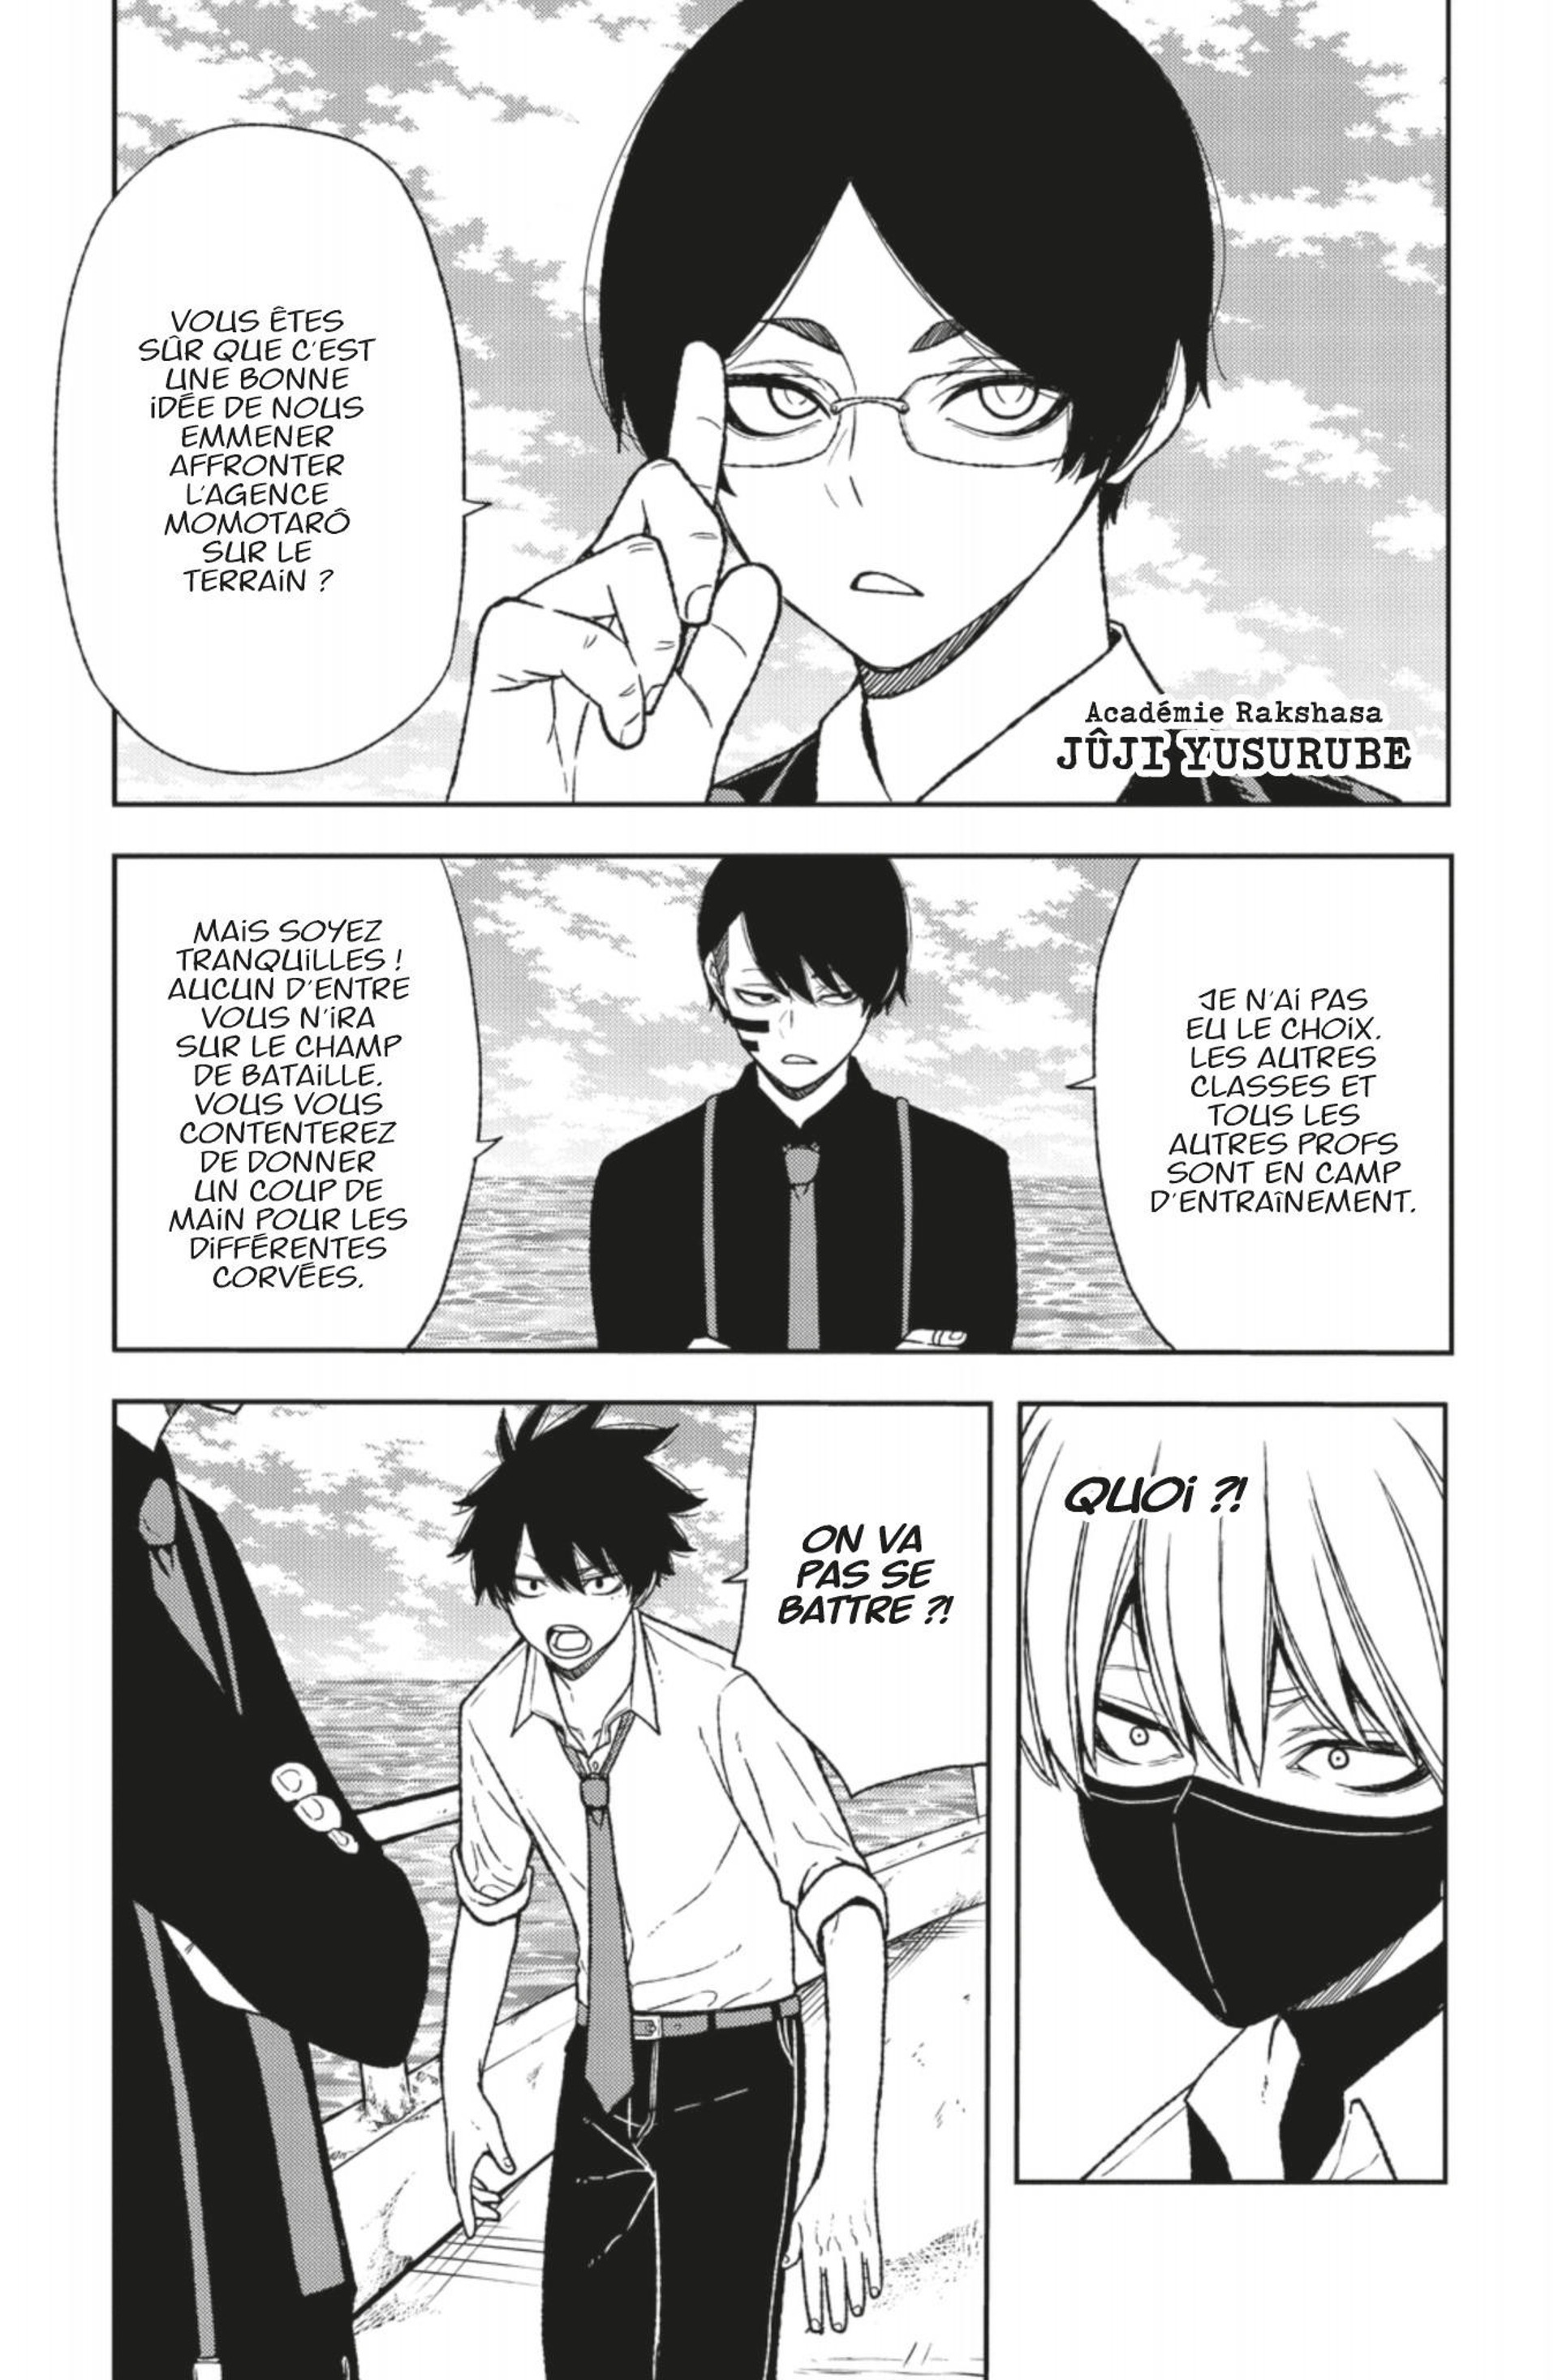 VOUS ÊTES
SÛR QUE C'EST
UNE BONNE
IDÉE DE NOUS
EMMENER
AFFRONTER
L'AGENCE
MOMOTARÔ
SUR LE
TERRAIN ?
Académie Rakshasa
JÛJI YUSURUBE
JE N'AI PAS
EU LE CHOIX.
LES AUTRES
CLASSES ET
TOUS LES
AUTRES PROFS
SONT EN CAMP
D'ENTRAÎNEMENT.
MAIS SOYEZ
TRANQUILLES !
AUCUN D'ENTRE
VOUS N'IRA
SUR LE CHAMP
DE BATAILLE.
VOUS VOUS
CONTENTEREZ
DE DONNER
UN COUP DE
MAIN POUR LES
DIFFÉRENTES
CORVÉES.
QUOI ?!
ON VA
PAS SE
BATTRE ?!